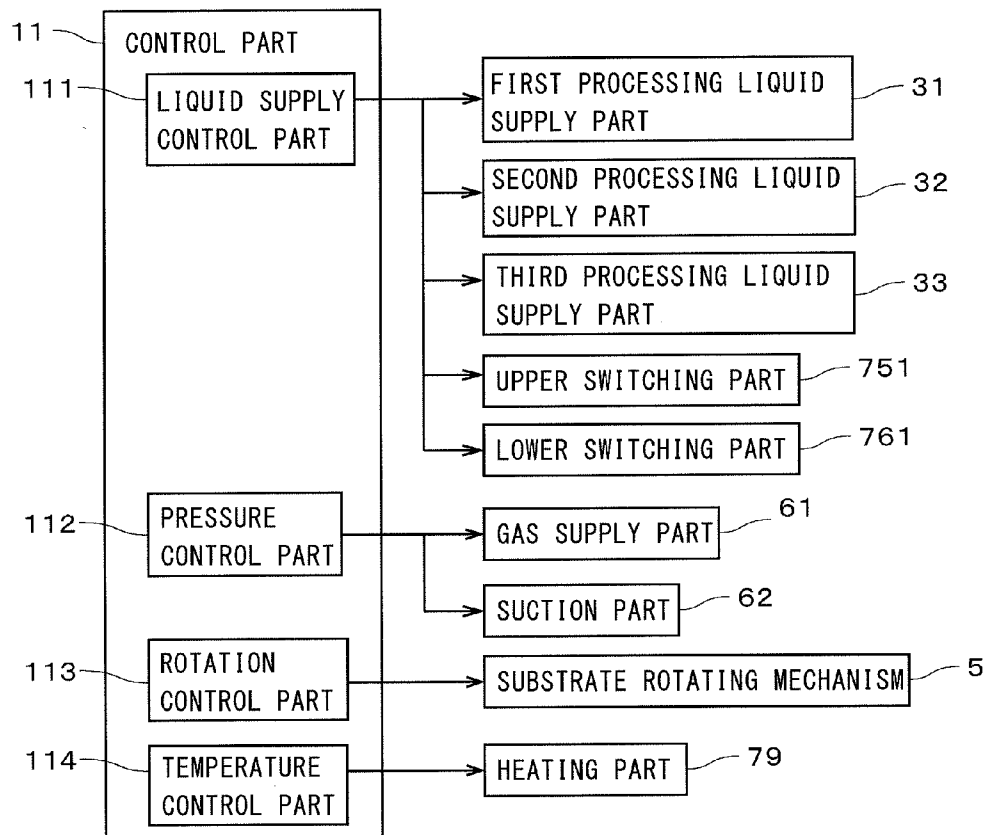 11
CONTROL PART
111
LIQUID SUPPLY
CONTROL PART
FIRST PROCESSING LIQUID
SUPPLY PART
31
SECOND PROCESSING LIQUID
SUPPLY PART
32
THIRD PROCESSING LIQUID
SUPPLY PART
33
UPPER SWITCHING PART
751
LOWER SWITCHING PART
761
112
PRESSURE
CONTROL PART
GAS SUPPLY PART
61
SUCTION PART
62
113
ROTATION
CONTROL PART
SUBSTRATE ROTATING MECHANISM
5
114
TEMPERATURE
CONTROL PART
HEATING PART
79